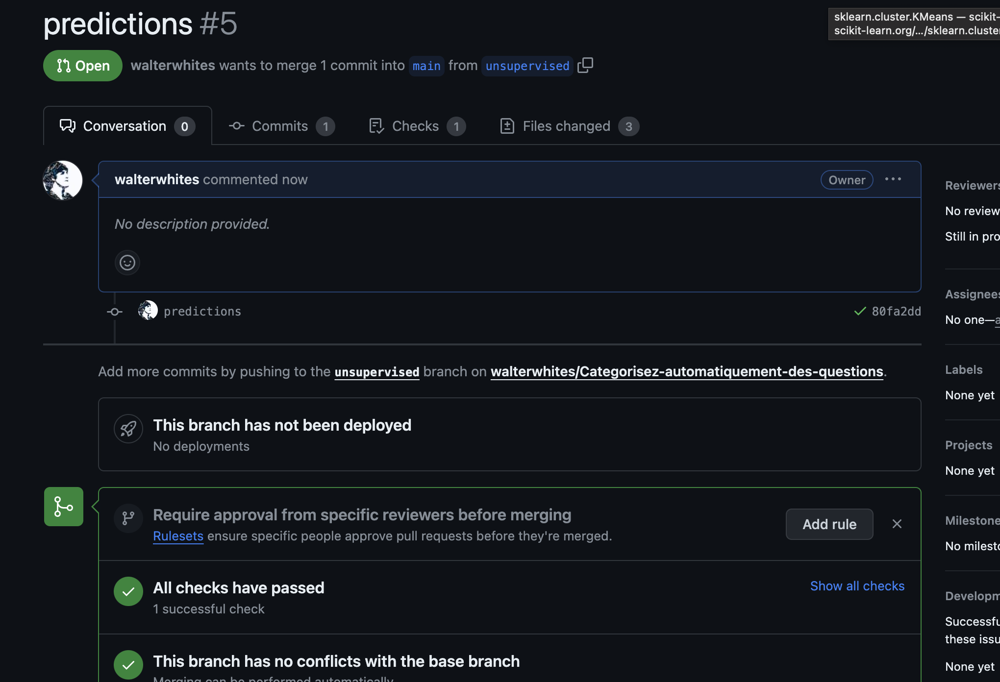 predictions #5
sklearn.cluster.KMeans — scikit-
scikit-learn.org/.../sklearn.cluste
Open
walterwhites wants to merge 1 commit into main from unsupervised
Conversation 0
Commits 1
Checks 1
Files changed 3
walterwhites commented now
Owner
No description provided.
predictions
80fa2dd
Add more commits by pushing to the unsupervised branch on walterwhites/Categorisez-automatiquement-des-questions.
This branch has not been deployed
No deployments
Require approval from specific reviewers before merging
Rulesets ensure specific people approve pull requests before they're merged.
Add rule
All checks have passed
1 successful check
Show all checks
This branch has no conflicts with the base branch
Merging can be performed automatically.
Reviewers
No review
Still in pro
Assignees
No one—a
Labels
None yet
Projects
None yet
Milestone
No milesto
Developm
Successfu
these issu
None yet